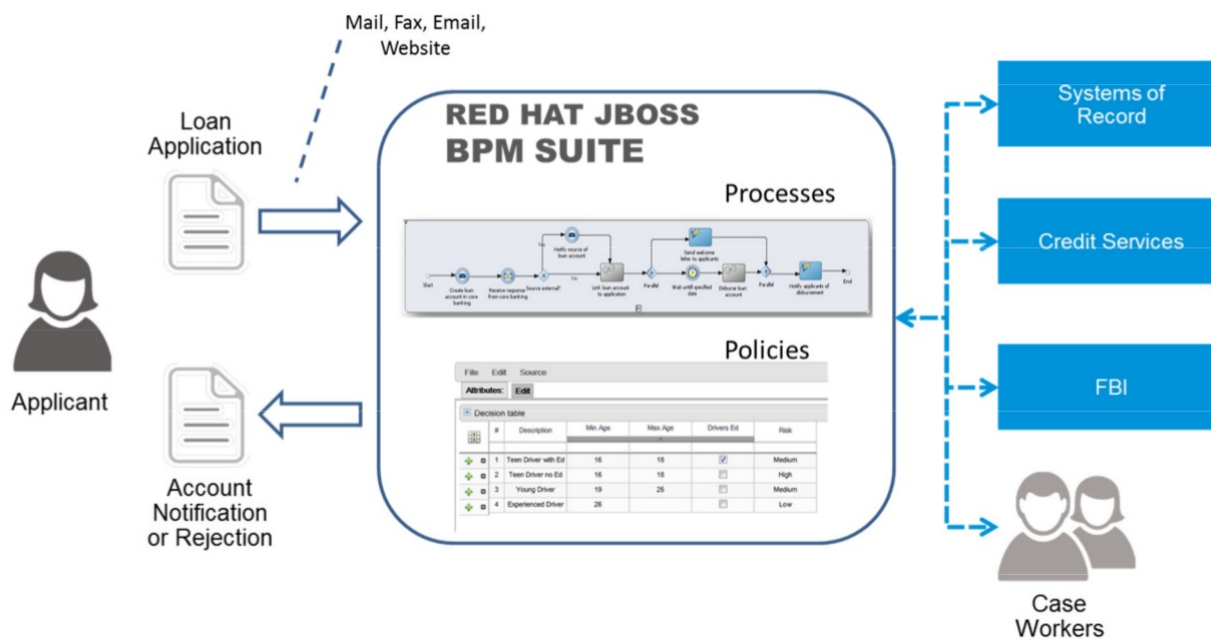 Mail, Fax, Email,
Website
Loan
Application
Applicant
Account
Notification
or Rejection
RED HAT JBOSS
BPM SUITE
Processes
Start
Create loan
account in core
banking
Receive response
from core banking
Source external?
Yes
Notify source of
loan account
No
Link loan account
to application
Parallel
Send welcome
letter to applicants
Wait until specified
date
Disburse loan
account
Parallel
Notify applicants of
disbursement
End
Policies
File Edit Source
Attributes: Edit
Decision table
# Description Min Age Max Age Drivers Ed Risk
1 Teen Driver with Ed 16 18 Medium
2 Teen Driver no Ed 16 18 High
3 Young Driver 19 25 Medium
4 Experienced Driver 26 Low
Systems of
Record
Credit Services
FBI
Case
Workers